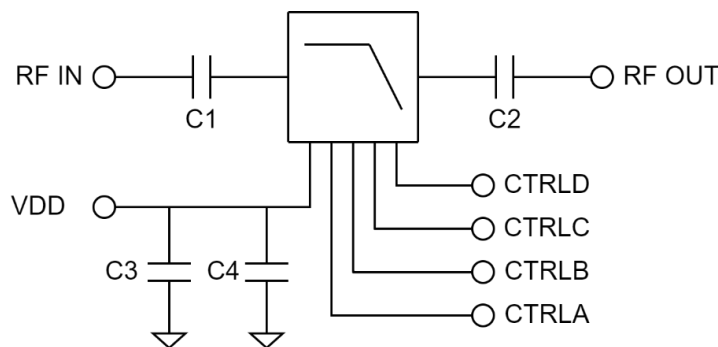 RF IN
C1
C2
RF OUT
VDD
C3
C4
CTRLD
CTRLC
CTRLB
CTRLA